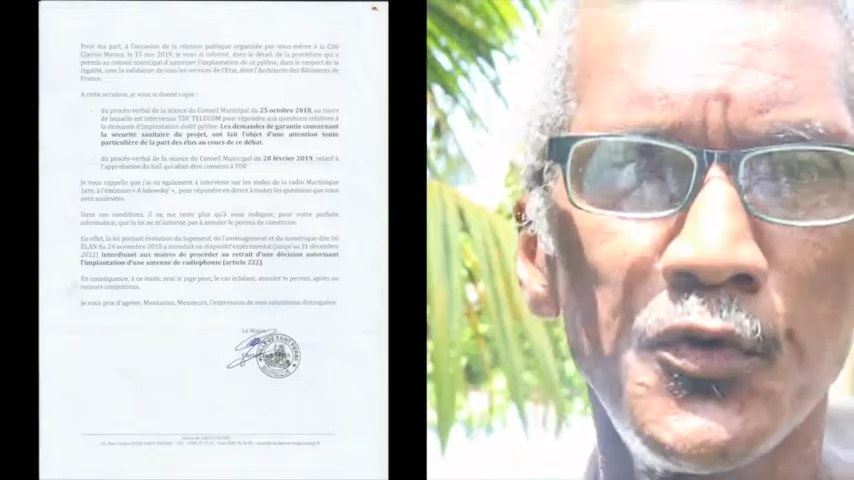 Pour ma part, à l'occasion de la réunion publique organisée par vous-même à la Cité
le 15 mai 2019, je vous ai informé, dans le détail, de la procédure qui a
permis au conseil municipal d'autoriser l'implantation de ce pylône, dans le respect de la
légalité, avec la validation de tous les services de l'Etat, dont l'Architecte des Bâtiments de
France.
A cette occasion, je vous ai donné copie :
- du procès-verbal de la séance du Conseil Municipal du 25 octobre 2018, au cours
de laquelle est intervenue TDF TELECOM pour répondre aux questions relatives à
la demande d'implantation dudit pylône. Les demandes de garantie concernant
la sécurité sanitaire du projet, ont fait l'objet d'une attention toute
particulière de la part des élus au cours de ce débat.
du procès-verbal de la séance du Conseil Municipal du 28 février 2019, relatif à
l'approbation du bail qui allait être consenti à TDF
Je vous rappelle que j'ai eu également à intervenir sur les ondes de la radio Martinique
1ère, à l'émission « A labowdaj », pour répondre en direct à toutes les questions que vous
avez soulevées.
Dans ces conditions, il ne me reste plus qu'à vous indiquer, pour votre parfaite
information, que la loi ne m'autorise pas à annuler le permis de construire.
En effet, la loi portant évolution du logement, de l'aménagement et du numérique dite loi
ELAN du 24 novembre 2018 a introduit un dispositif expérimental (jusqu'au 31 décembre
2022) interdisant aux maires de procéder au retrait d'une décision autorisant
l'implantation d'une antenne de radiophonie (article 222).
En conséquence, à ce stade, seul le juge peut, le cas échéant, annuler le permis, après un
recours contentieux.
Je vous prie d'agréer, Mesdames, Messieurs, l'expression de mes salutations distinguées.
Le Maire,
VILLE DE SAINT-PIERRE